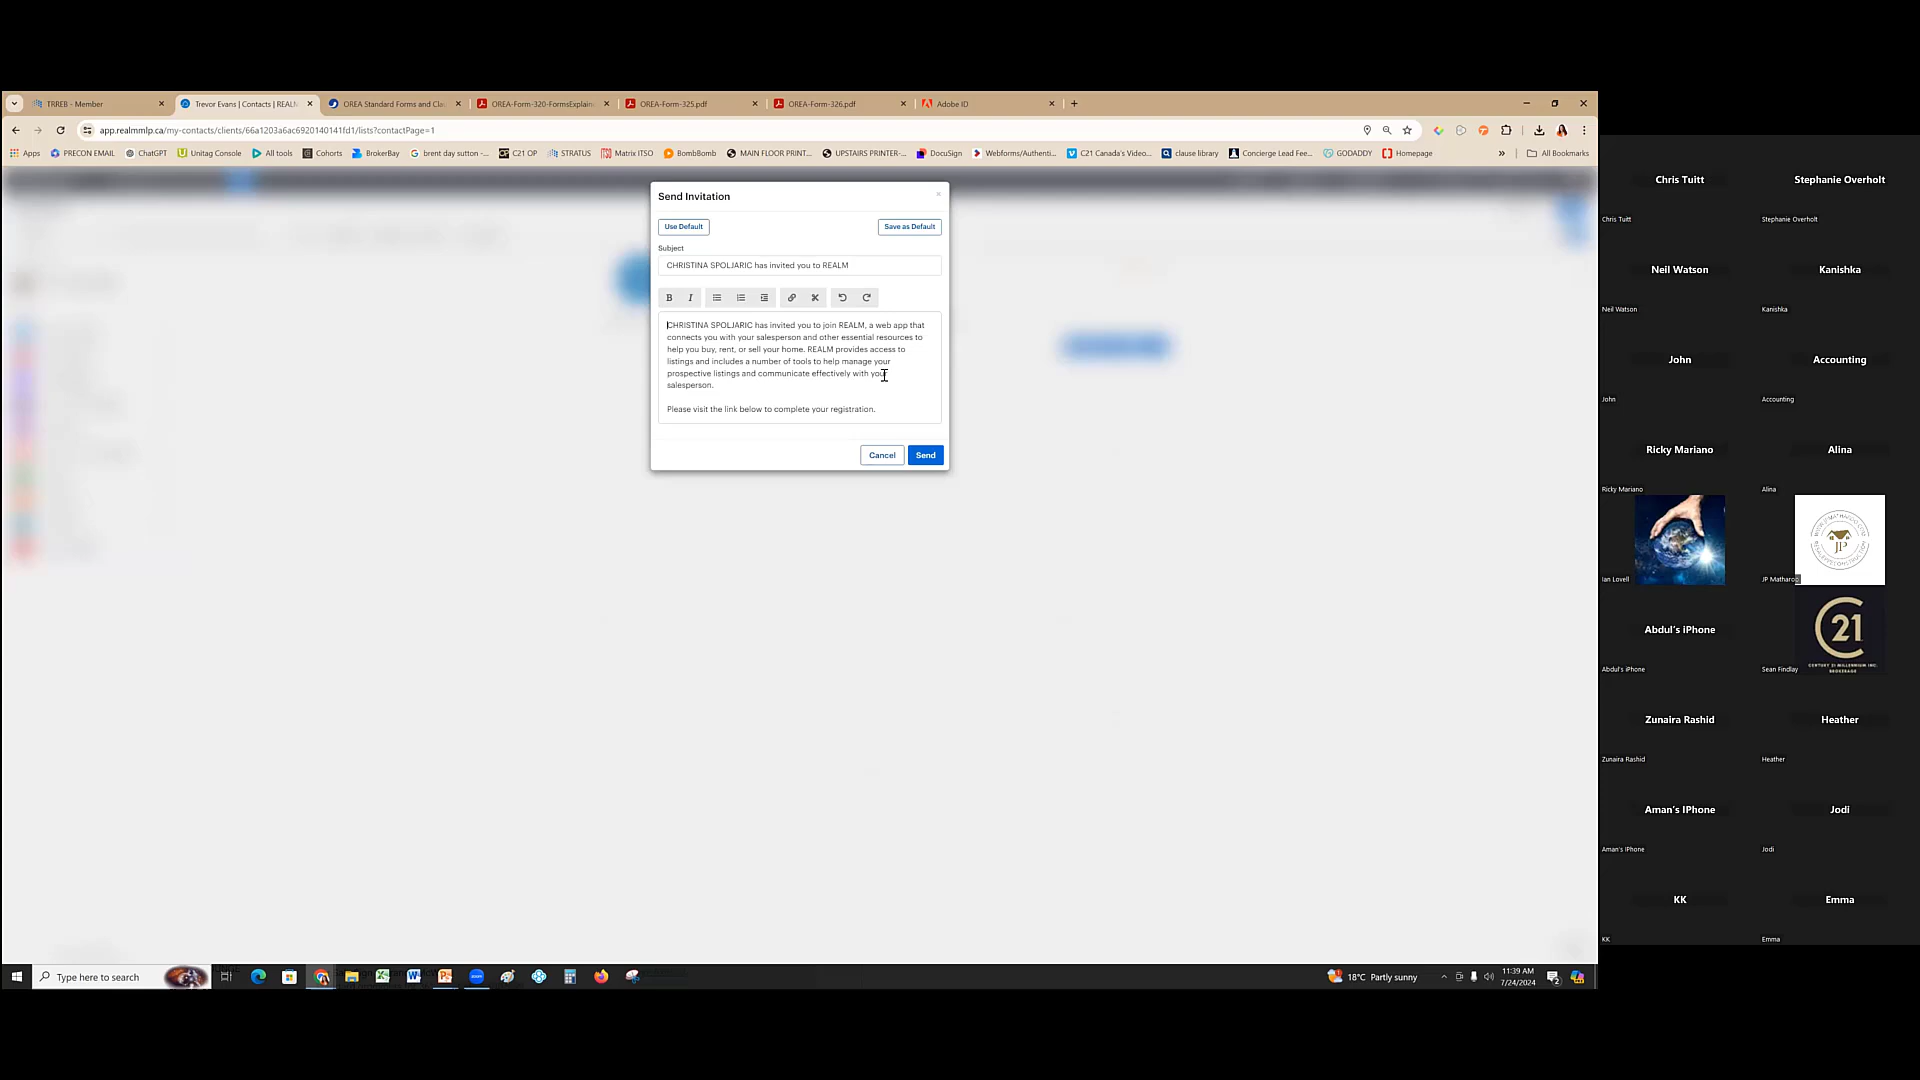 TRREB - Member
Trevor Evans | Contacts | REALM
OREA Standard Forms and Cla
OREA-Form-320-FormsExplain
OREA-Form-325.pdf
OREA-Form-326.pdf
Adobe ID
app.realmmlp.ca/my-contacts/clients/66a1203a6ac6920140141fd1/lists?contactPage=1
Apps
PRECON EMAIL
ChatGPT
Unitag Console
All tools
Cohorts
BrokerBay
brent day sutton -...
C21 OP
STRATUS
Matrix ITSO
BombBomb
MAIN FLOOR PRINT...
UPSTAIRS PRINTER-...
DocuSign
Webforms/Authenti...
C21 Canada's Video...
clause library
Concierge Lead Fee...
GODADDY
Homepage
All Bookmarks
Send Invitation
Use Default
Save as Default
Subject
CHRISTINA SPOLJARIC has invited you to REALM
B I
CHRISTINA SPOLJARIC has invited you to join REALM, a web app that
connects you with your salesperson and other essential resources to
help you buy, rent, or sell your home. REALM provides access to
listings and includes a number of tools to help manage your
prospective listings and communicate effectively with your
salesperson.
Please visit the link below to complete your registration.
Cancel
Send
Chris Tuitt
Stephanie Overholt
Chris Tuitt
Stephanie Overholt
Neil Watson
Kanishka
Neil Watson
Kanishka
John
Accounting
John
Accounting
Ricky Mariano
Alina
Ricky Mariano
Alina
JP
Ian Lovell
JP Matharoo
Abdul's iPhone
C21
CENTURY 21 MILLENNIUM INC.
BROKERAGE
Abdul's iPhone
Sean Findlay
Zunaira Rashid
Heather
Zunaira Rashid
Heather
Aman's IPhone
Jodi
Aman's IPhone
Jodi
KK
Emma
KK
Emma
Type here to search
18°C Partly sunny
11:39 AM
7/24/2024
2